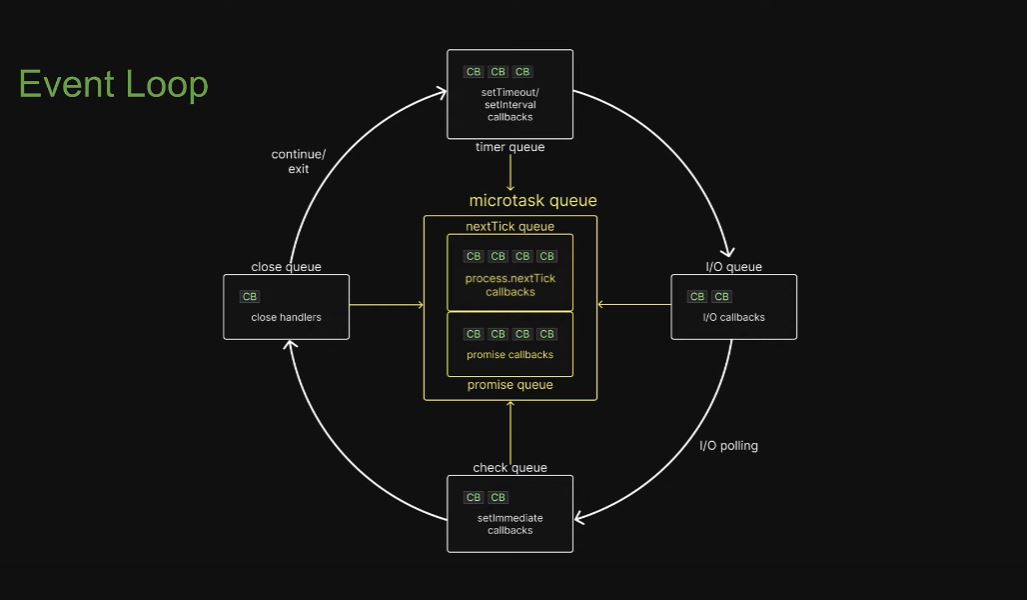 Event Loop
CB CB CB
setTimeout/
setInterval
callbacks
timer queue
continue/
exit
microtask queue
nextTick queue
CB CB CB CB
process.nextTick
callbacks
CB CB CB CB
promise callbacks
promise queue
close queue
CB
close handlers
I/O queue
CB CB
I/O callbacks
I/O polling
check queue
CB CB
setImmediate
callbacks